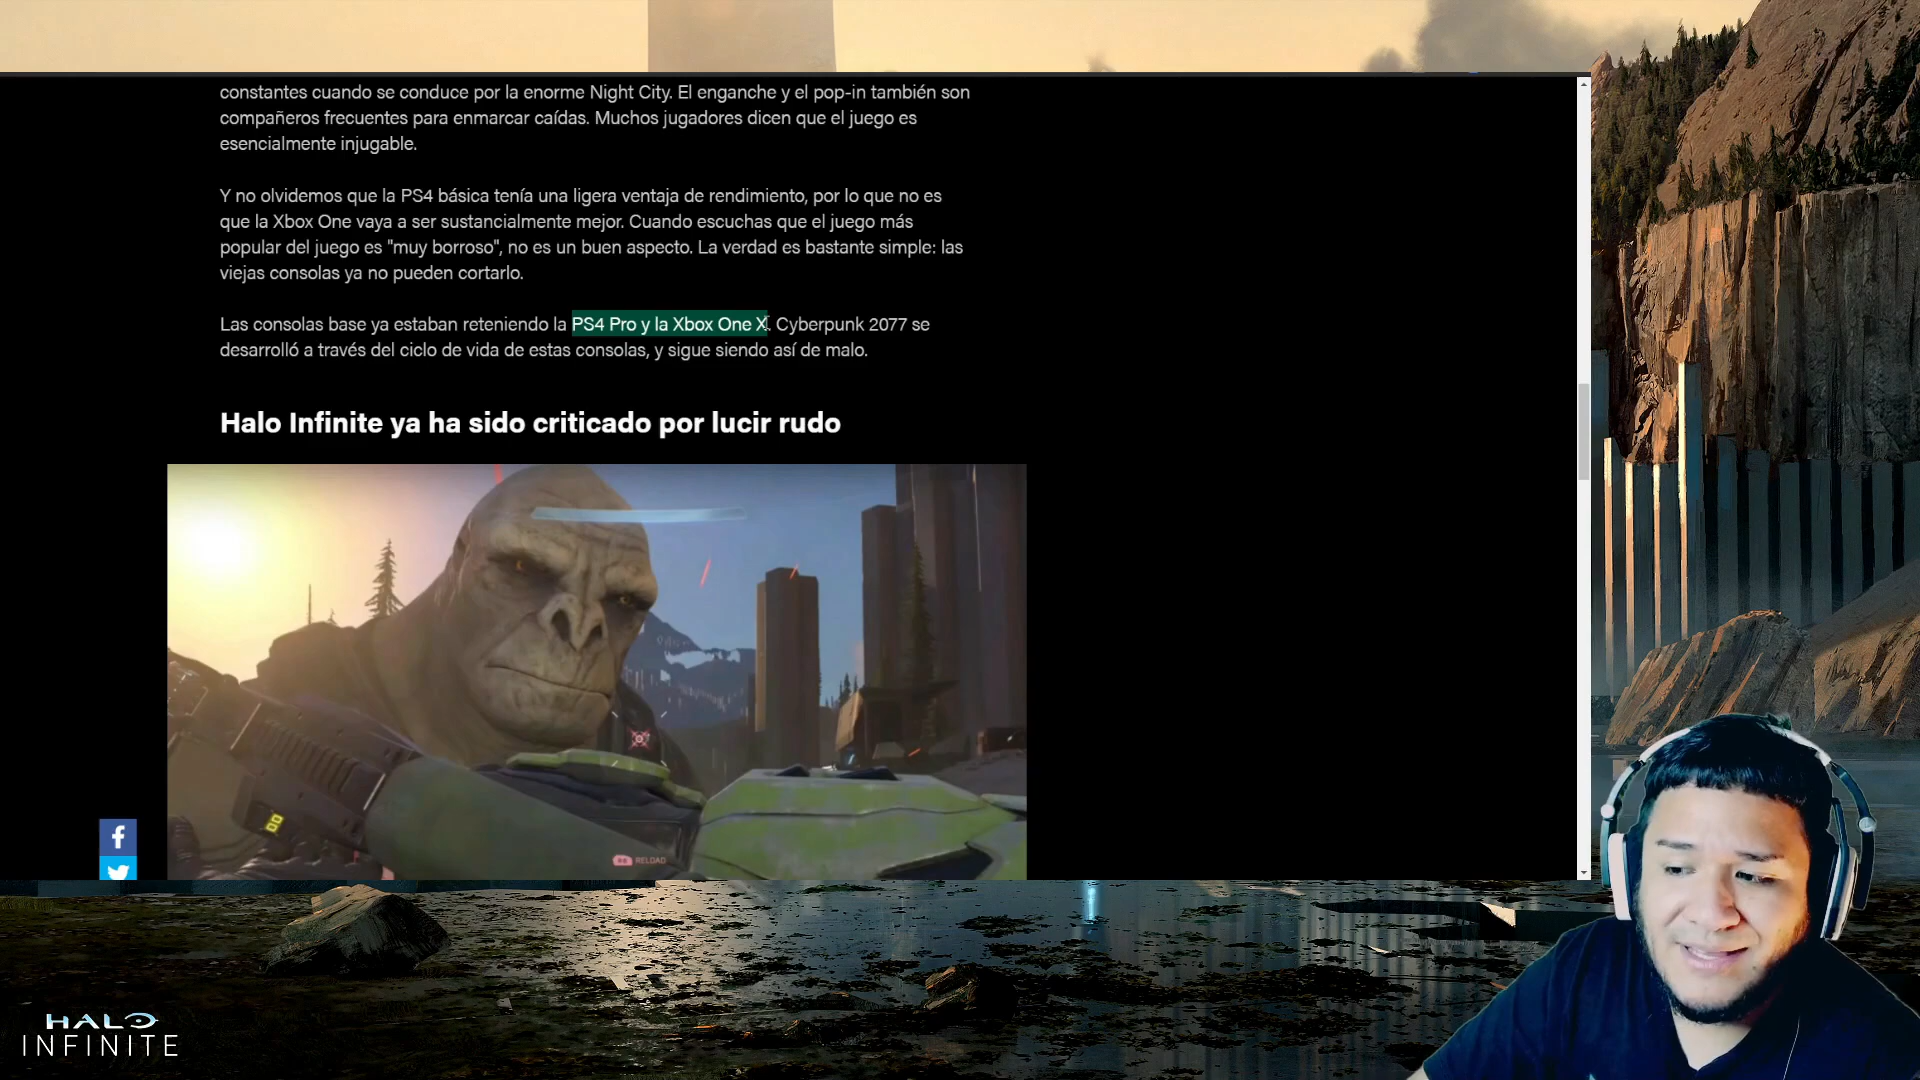 constantes cuando se conduce por la enorme Night City. El enganche y el pop-in también son
compañeros frecuentes para enmarcar caídas. Muchos jugadores dicen que el juego es
esencialmente injugable.
Y no olvidemos que la PS4 básica tenía una ligera ventaja de rendimiento, por lo que no es
que la Xbox One vaya a ser sustancialmente mejor. Cuando escuchas que el juego más
popular del juego es "muy borroso", no es un buen aspecto. La verdad es bastante simple: las
viejas consolas ya no pueden cortarlo.
Las consolas base ya estaban reteniendo la PS4 Pro y la Xbox One X. Cyberpunk 2077 se
desarrolló a través del ciclo de vida de estas consolas, y sigue siendo así de malo.
Halo Infinite ya ha sido criticado por lucir rudo
00
RELOAD
HALO
INFINITE